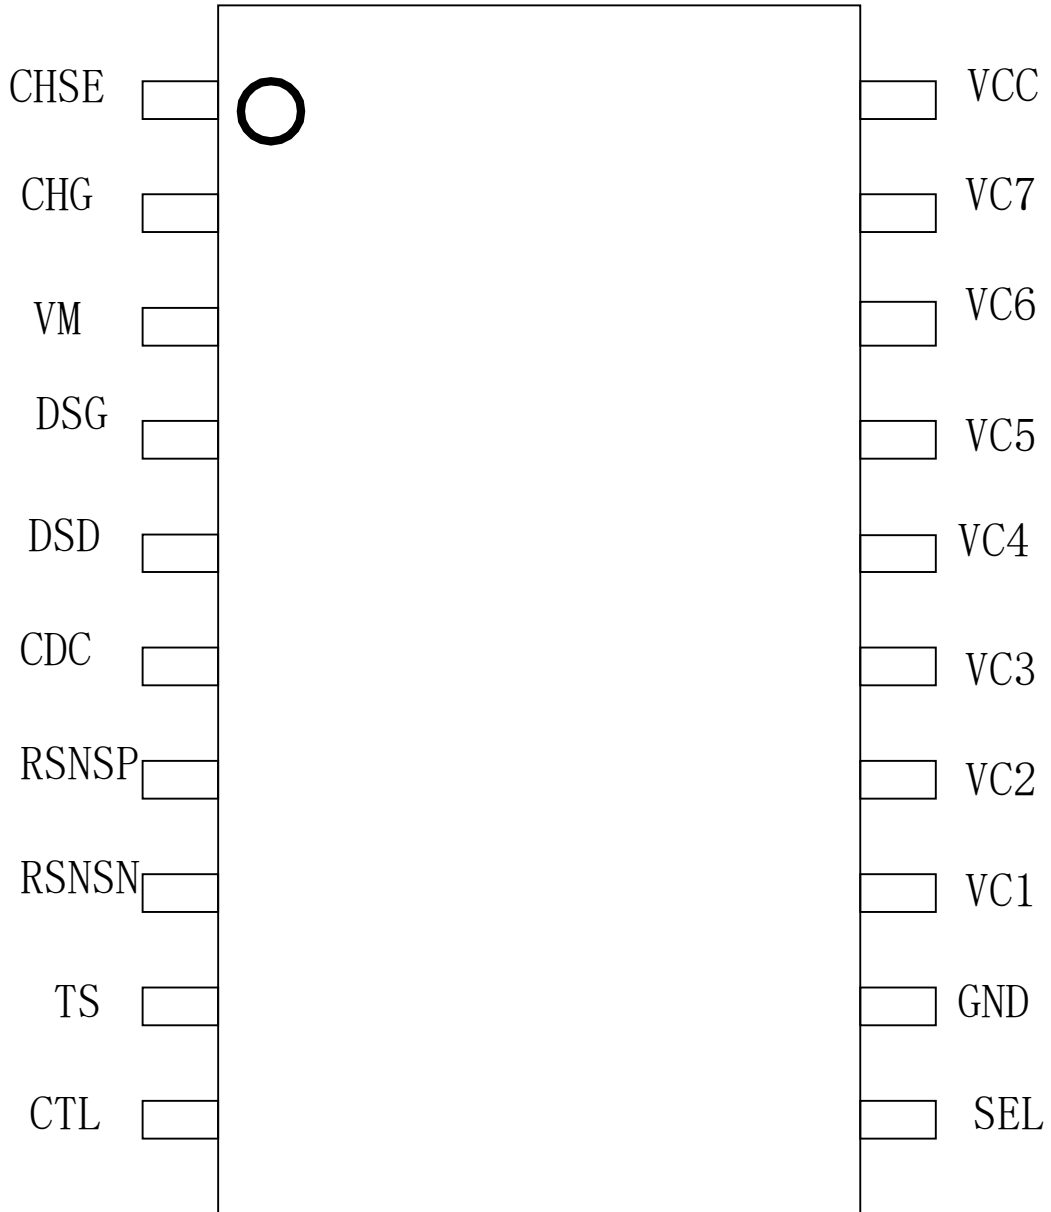 CHSE
VCC
CHG
VC7
VM
VC6
DSG
VC5
DSD
VC4
CDC
VC3
RSNSP
VC2
RSNSN
VC1
TS
GND
CTL
SEL